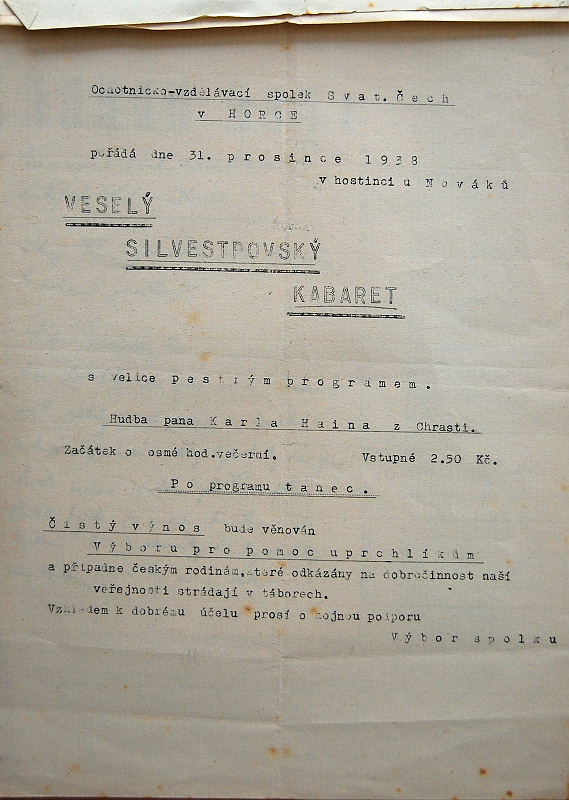 Ochotnicko-vzdělávací spolek Svat. Čech
v HORCE
pořádá dne 31. prosince 1938
v hostinci u Nováků
VESELÝ
SILVESTROVSKÝ
KABARET
s velice pestrým programem.
Hudba pana Karla Haina z Chrasti.
Začátek o osmé hod.večerní. Vstupné 2.50 Kč.
Po programu tanec.
Čistý výnos bude věnován
Výboru pro pomoc uprchlíkům
a případne českým rodinám,které odkázány na dobročinnost naší
veřejnosti strádají v táborech.
Vzhledem k dobrému účelu prosí o hojnou podporu
Výbor spolku